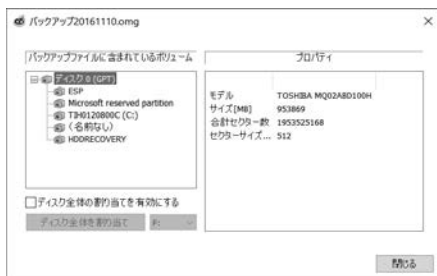 バックアップ20161110.omg
バックアップファイルに含まれているボリューム
ディスク 0 (GPT)
ESP
Microsoft reserved partition
TIH0120800C (C:)
(名前なし)
HDDRECOVERY
ディスク全体の割り当てを有効にする
ディスク全体を割り当て
F:
プロパティ
モデル TOSHIBA MQ02ABD100H
サイズ[MB] 953869
合計セクター数 1953525168
セクターサイズ... 512
閉じる